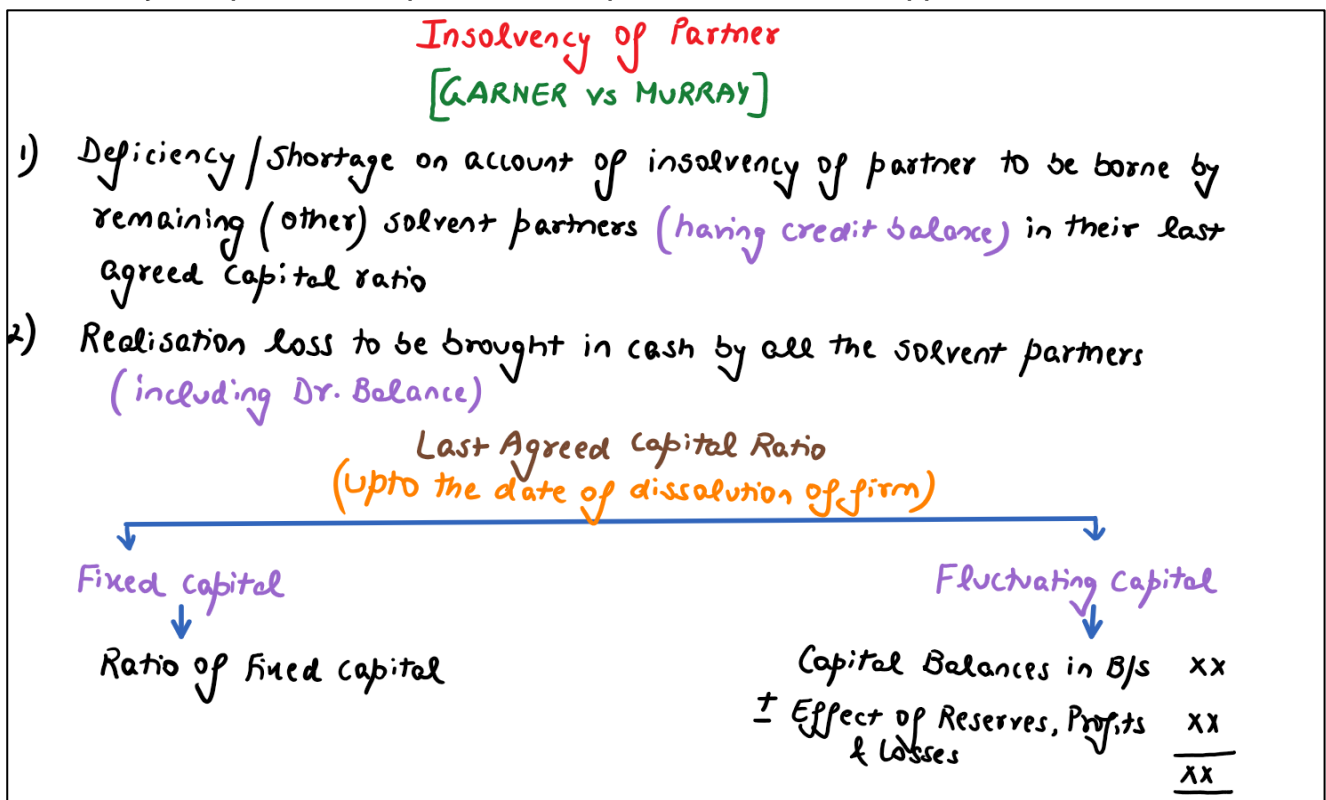 Insolvency of Partner
[GARNER vs MURRAY]
1) Deficiency / Shortage on account of insolvency of partner to be borne by
remaining (other) solvent partners (having credit balance) in their last
agreed capital ratio
2) Realisation loss to be brought in cash by all the solvent partners
(including Dr. Balance)
Last Agreed Capital Ratio
(upto the date of dissolution of firm)
Fixed capital
Fluctuating Capital
Ratio of Fixed capital
Capital Balances in B/s xx
± Effect of Reserves, Profits xx
& Losses
xx